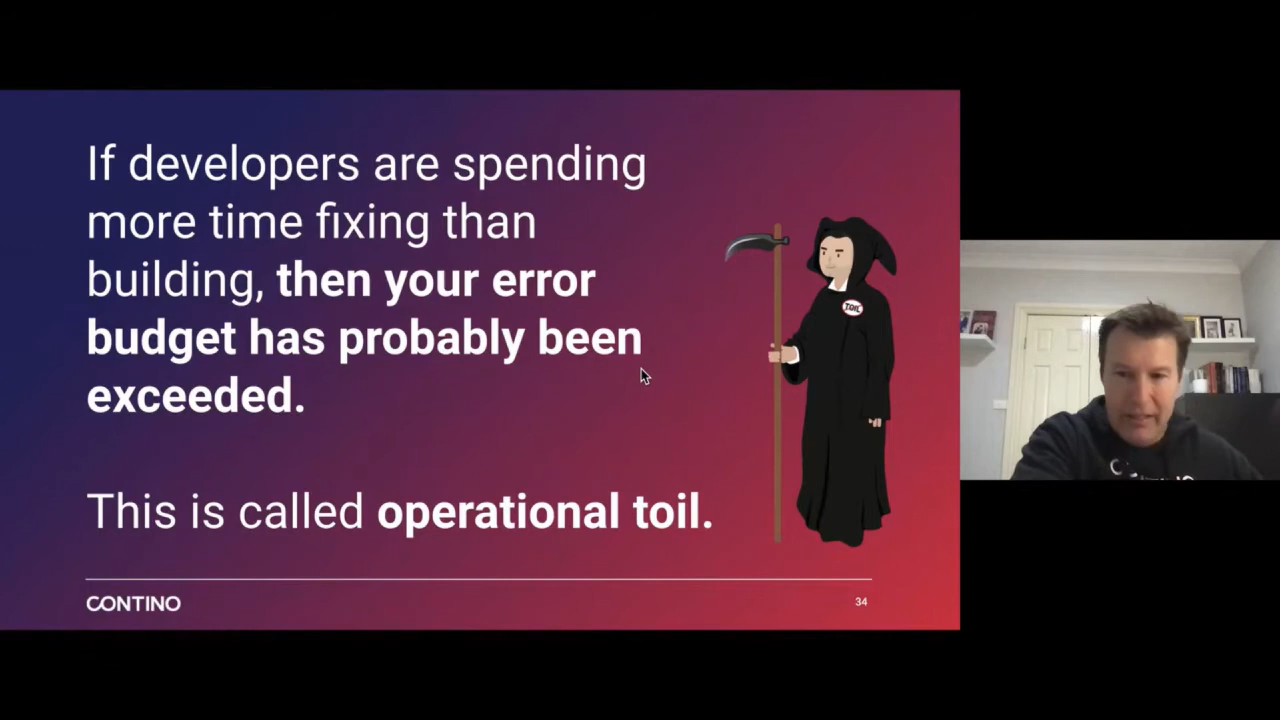 If developers are spending
more time fixing than
building, then your error
budget has probably been
exceeded.
This is called operational toil.
TOIL
CONTINO
34